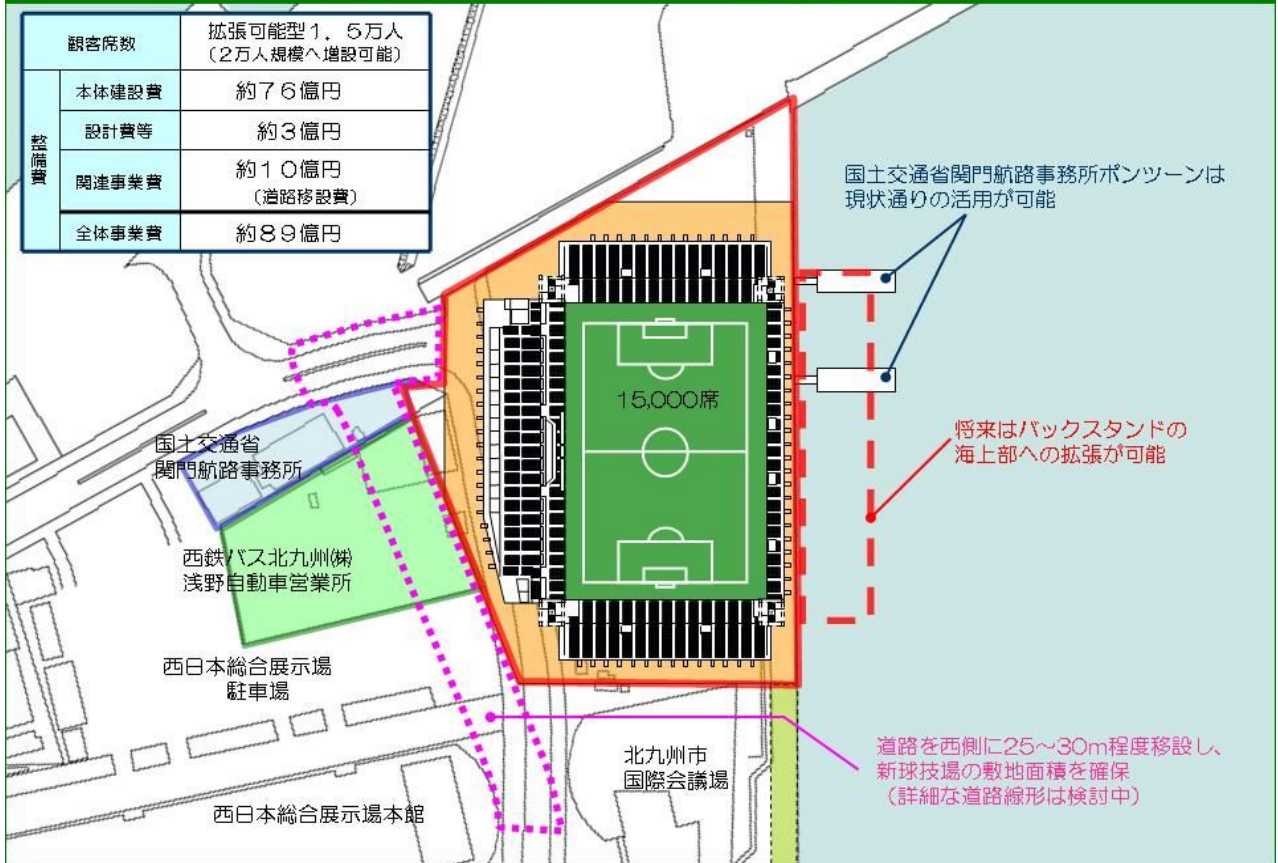 観客席数
拡張可能型1．5万人
(2万人規模へ増設可能)
整備費
本体建設費
約76億円
設計費等
約3億円
関連事業費
約10億円
(道路移設費)
全体事業費
約89億円
国土交通省関門航路事務所ポンツーンは
現状通りの活用が可能
15,000席
将来はバックスタンドの
海上部への拡張が可能
国土交通省
関門航路事務所
西鉄バス北九州㈱
浅野自動車営業所
西日本総合展示場
駐車場
北九州市
国際会議場
西日本総合展示場本館
道路を西側に25～30m程度移設し、
新球技場の敷地面積を確保
（詳細な道路線形は検討中）